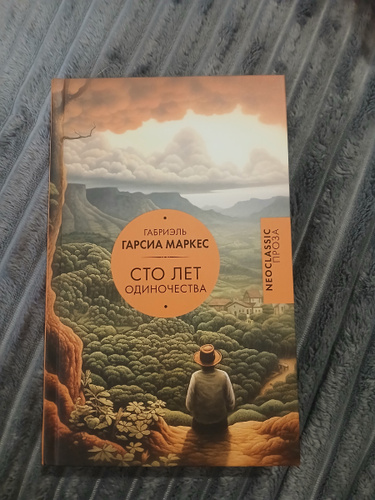 ГАБРИЭЛЬ
ГАРСИА МАРКЕС
СТО ЛЕТ
ОДИНОЧЕСТВА
NEOCLASSIC
ПРОЗА